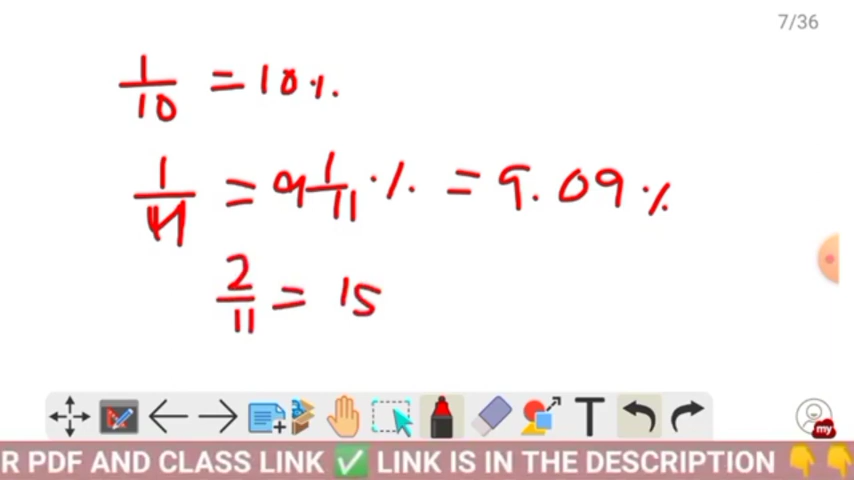 7/36
1/10 = 10%
1/11 = 9 1/11 % = 9.09%
2/11 = 15
T
my
R PDF AND CLASS LINK ✅ LINK IS IN THE DESCRIPTION 👇👇